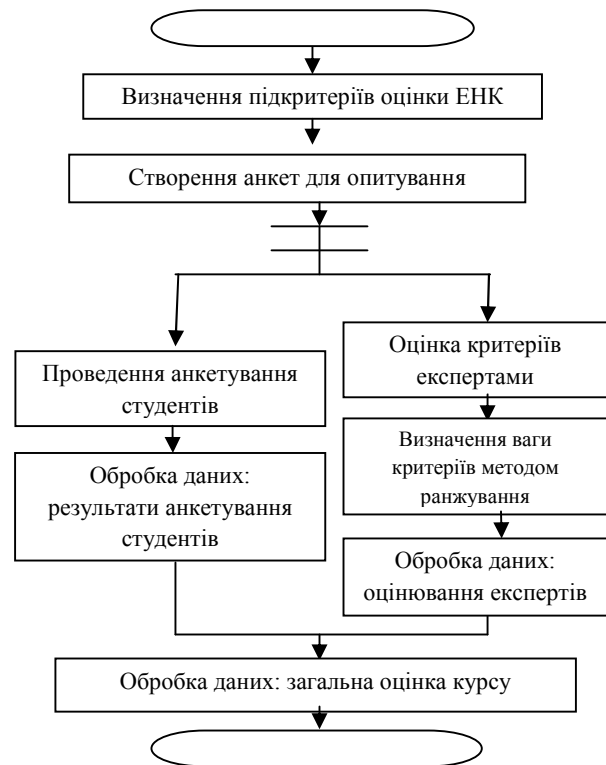 Визначення підкритеріїв оцінки ЕНК
Створення анкет для опитування
Проведення анкетування
студентів
Обробка даних:
результати анкетування
студентів
Оцінка критеріїв
експертами
Визначення ваги
критеріїв методом
ранжування
Обробка даних:
оцінювання експертів
Обробка даних: загальна оцінка курсу